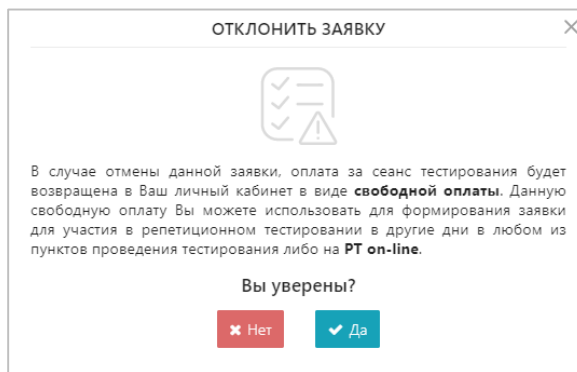 ОТКЛОНИТЬ ЗАЯВКУ
В случае отмены данной заявки, оплата за сеанс тестирования будет
возвращена в Ваш личный кабинет в виде свободной оплаты. Данную
свободную оплату Вы можете использовать для формирования заявки
для участия в репетиционном тестировании в другие дни в любом из
пунктов проведения тестирования либо на РТ on-line.
Вы уверены?
Нет
Да